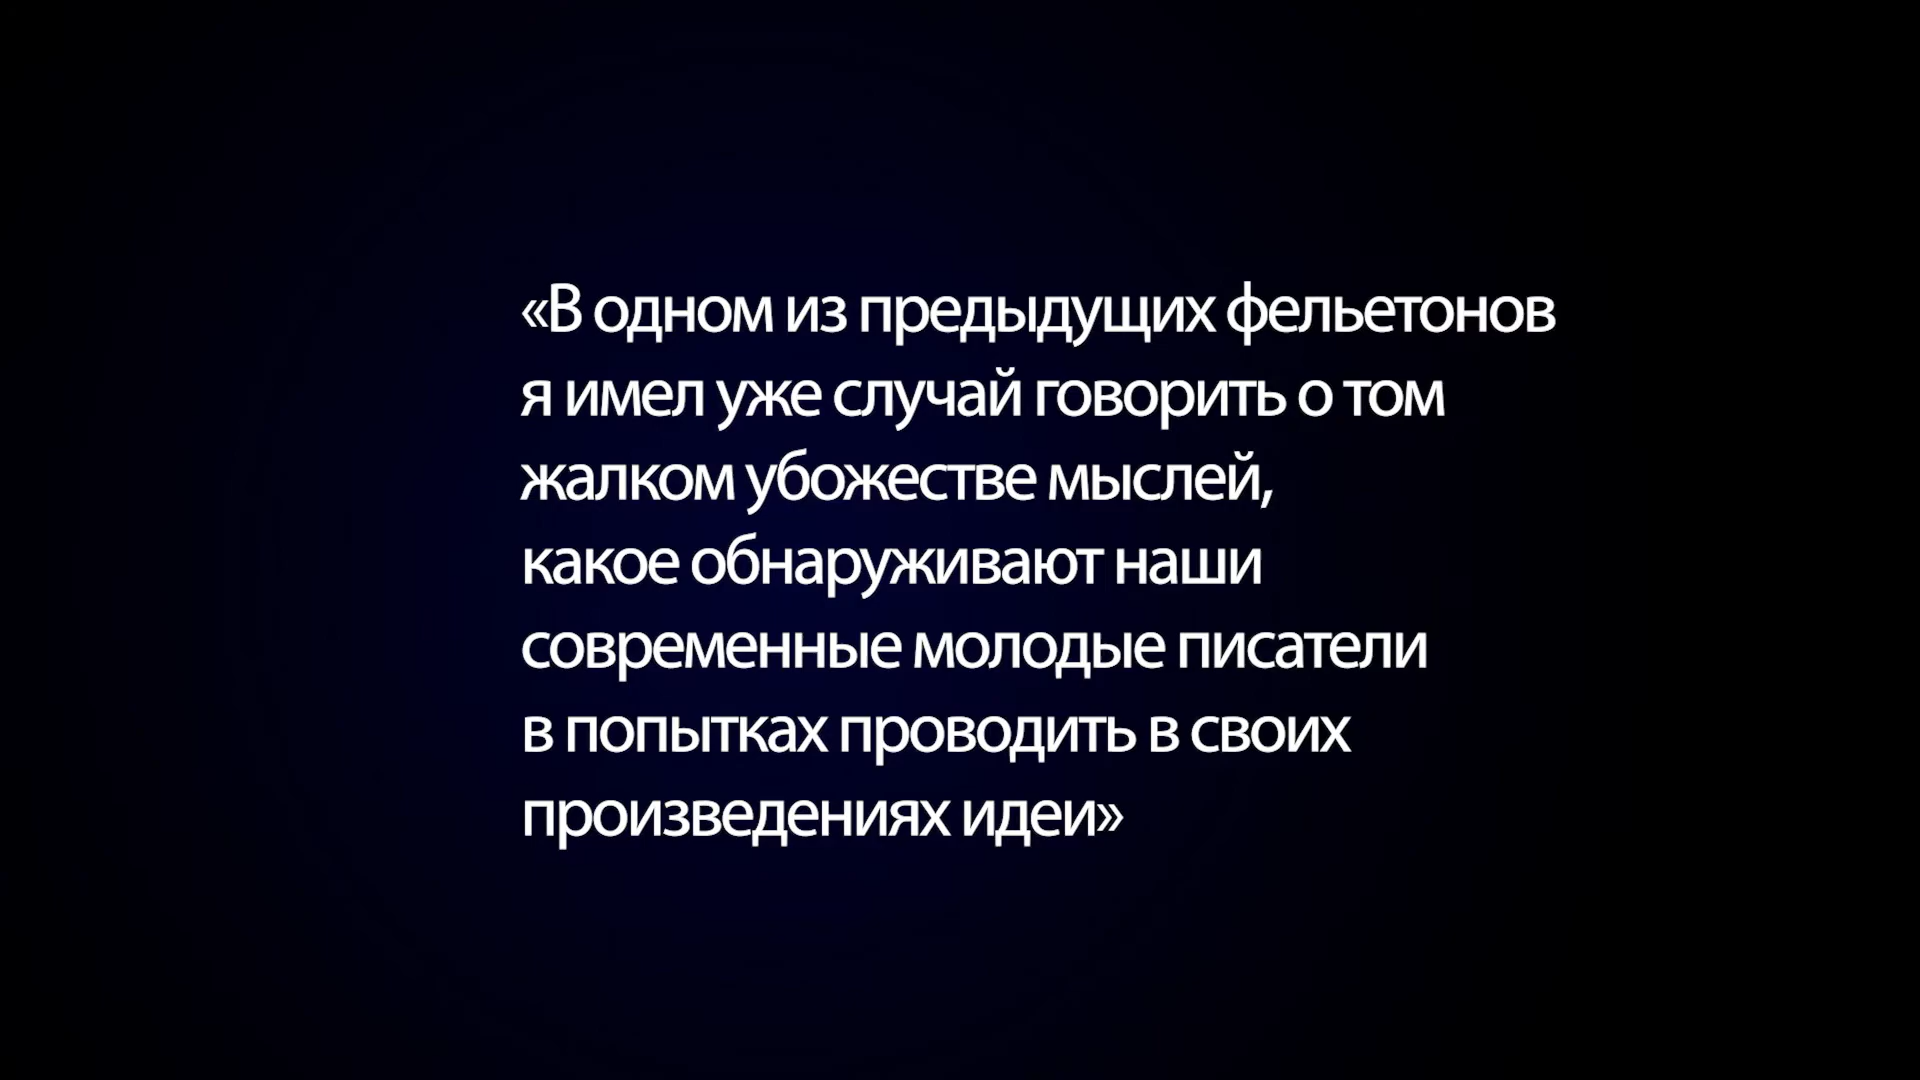 «В одном из предыдущих фельетонов
я имел уже случай говорить о том
жалком убожестве мыслей,
какое обнаруживают наши
современные молодые писатели
в попытках проводить в своих
произведениях идеи»